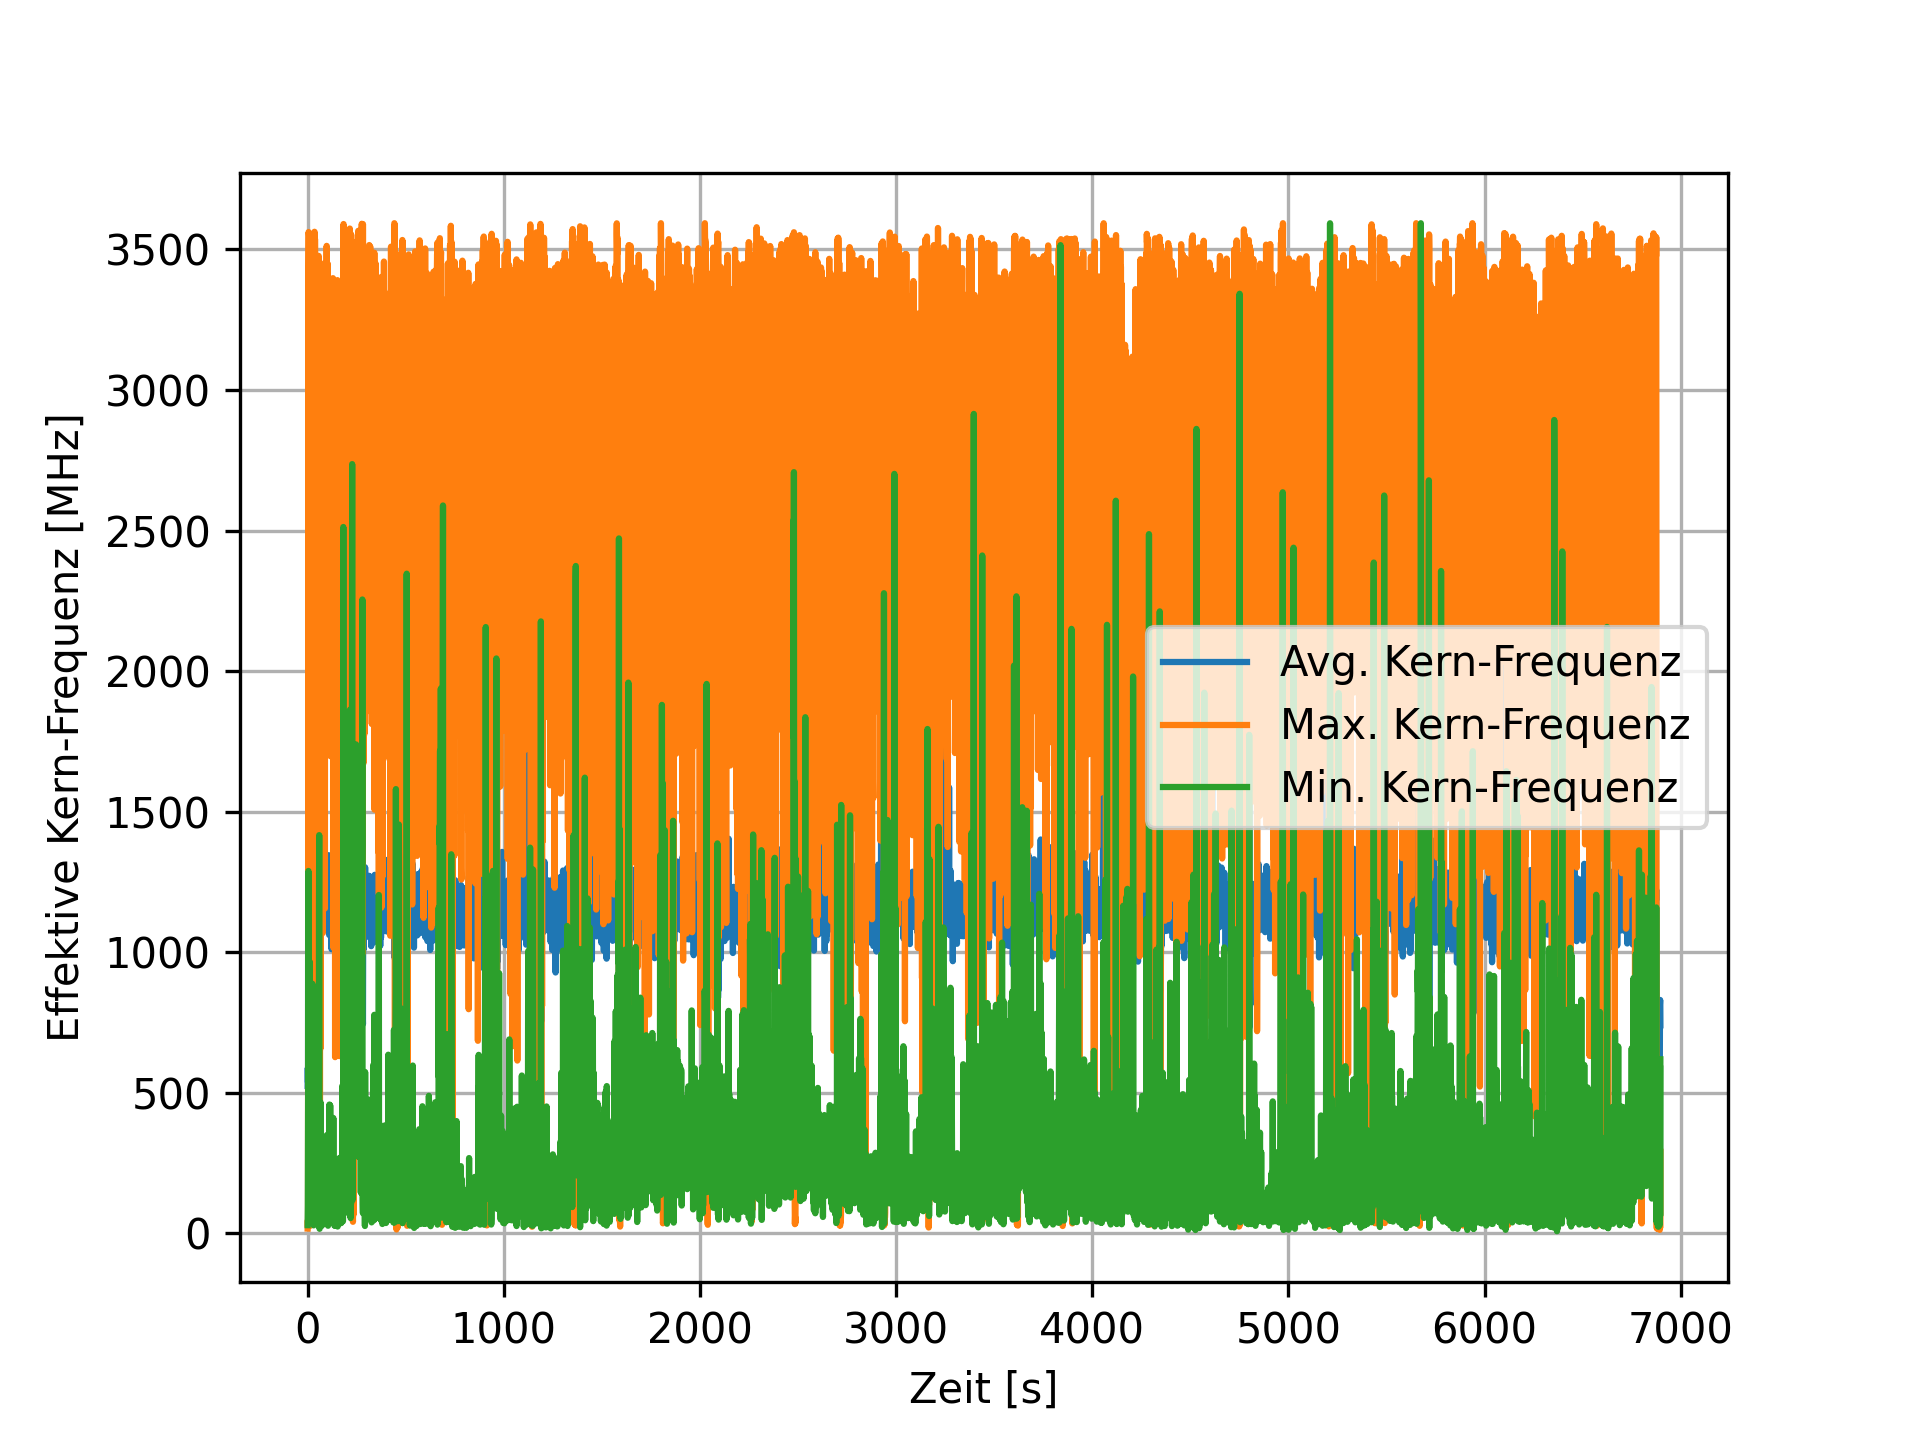 Effektive Kern-Frequenz [MHz]
3500
3000
2500
2000
1500
1000
500
0
Avg. Kern-Frequenz
Max. Kern-Frequenz
Min. Kern-Frequenz
0 1000 2000 3000 4000 5000 6000 7000
Zeit [s]